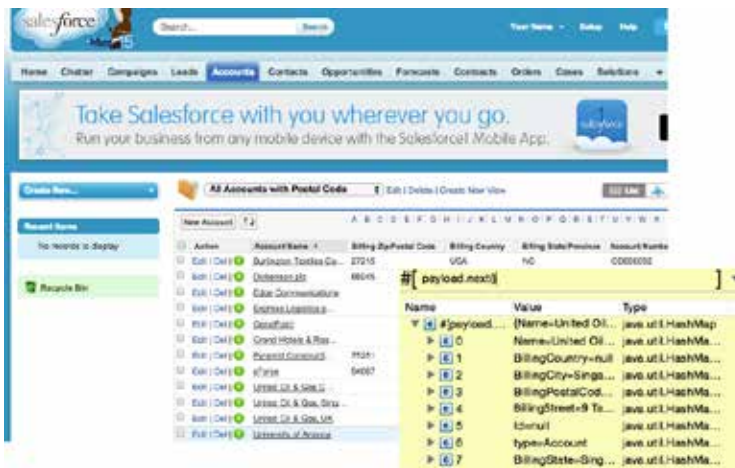 salesforce
Search...
Search
Your Name Setup Help
Home Chatter Campaigns Leads Accounts Contacts Opportunities Forecasts Contracts Orders Cases Solutions +
Take Salesforce with you wherever you go.
Run your business from any mobile device with the Salesforce1 Mobile App.
Create New...
All Accounts with Postal Code
Edit | Delete | Create New View
List
Recent Items
No records to display
Recycle Bin
New Account
A B C D E F G H I J K L M N O P Q R S T U V W
Action Account Name Billing Zip/Postal Code Billing Country Billing State/Province Account Number
Edit | Del Burlington Textiles Co... 27215 USA NC CD656092
Edit | Del Dickenson plc
Edit | Del Edge Communications
Edit | Del Express Logistics a...
Edit | Del GenePoint
Edit | Del Grand Hotels & Res...
Edit | Del Pyramid Construct...
Edit | Del sForce
Edit | Del United Oil & Gas C...
Edit | Del United Oil & Gas, Sing...
Edit | Del United Oil & Gas, UK
Edit | Del University of Arizona
#[ payload.next() ]
Name Value Type
#[payload.... {Name=United Oil... java.util.HashMap
0 Name=United Oil... java.util.HashMa...
1 BillingCountry=null java.util.HashMa...
2 BillingCity=Singa... java.util.HashMa...
3 BillingPostalCod... java.util.HashMa...
4 BillingStreet=9 Ta... java.util.HashMa...
5 Id=null java.util.HashMa...
6 type=Account java.util.HashMa...
7 BillingState=Sing... java.util.HashMa...